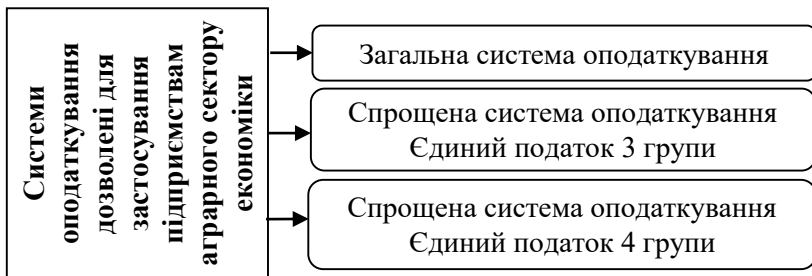 Системи
оподаткування
дозволені для
застосування
підприємствам
аграрного сектору
економіки
Загальна система оподаткування
Спрощена система оподаткування
Єдиний податок 3 групи
Спрощена система оподаткування
Єдиний податок 4 групи